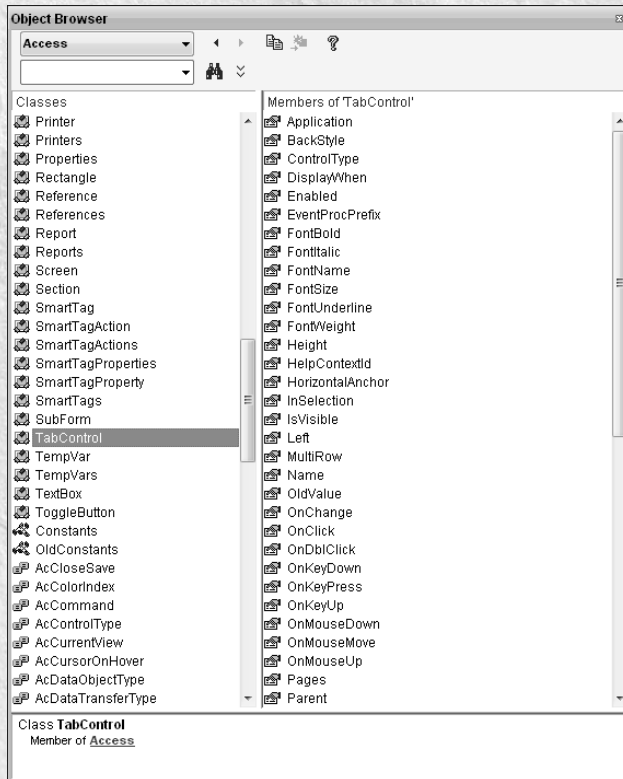 Object Browser
Access
Classes
Printer
Printers
Properties
Rectangle
Reference
References
Report
Reports
Screen
Section
SmartTag
SmartTagAction
SmartTagActions
SmartTagProperties
SmartTagProperty
SmartTags
SubForm
TabControl
TempVar
TempVars
TextBox
ToggleButton
Constants
OldConstants
AcCloseSave
AcColorIndex
AcCommand
AcControlType
AcCurrentView
AcCursorOnHover
AcDataObjectType
AcDataTransferType
Members of 'TabControl'
Application
BackStyle
ControlType
DisplayWhen
Enabled
EventProcPrefix
FontBold
FontItalic
FontName
FontSize
FontUnderline
FontWeight
Height
HelpContextId
HorizontalAnchor
InSelection
IsVisible
Left
MultiRow
Name
OldValue
OnChange
OnClick
OnDblClick
OnKeyDown
OnKeyPress
OnKeyUp
OnMouseDown
OnMouseMove
OnMouseUp
Pages
Parent
Class TabControl
Member of Access